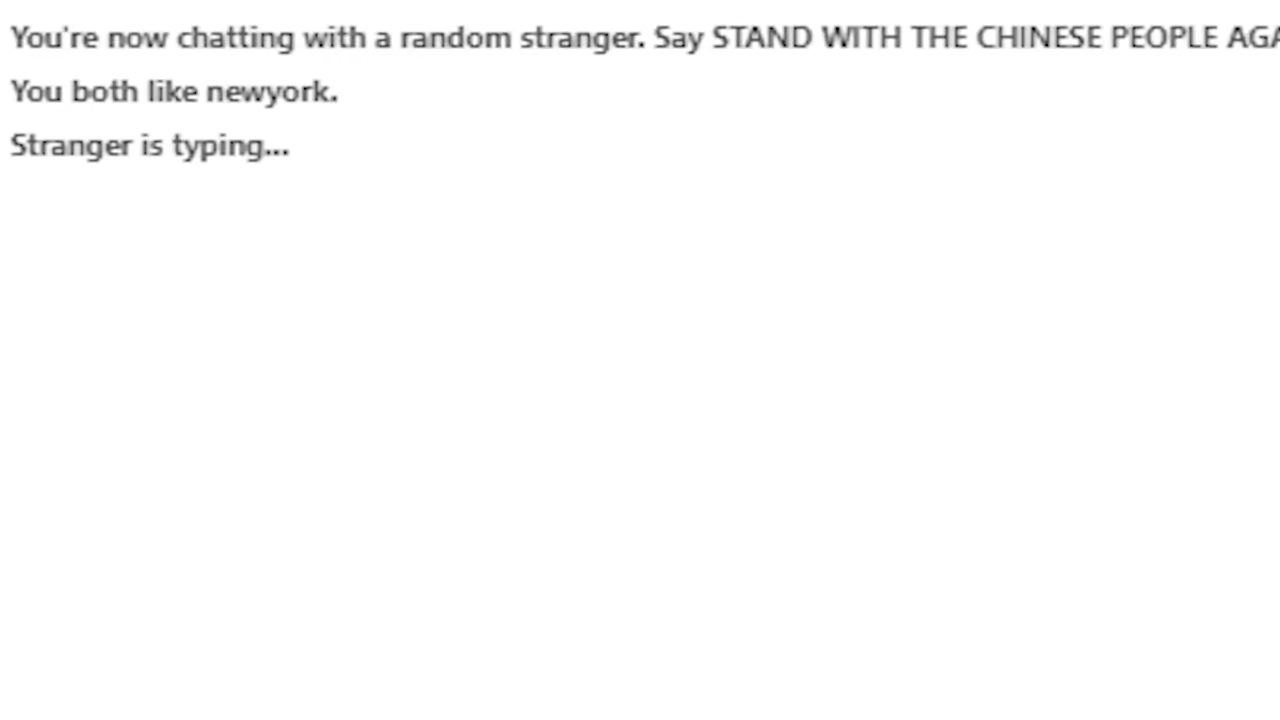 You're now chatting with a random stranger. Say STAND WITH THE CHINESE PEOPLE
You both like newyork.
Stranger is typing...